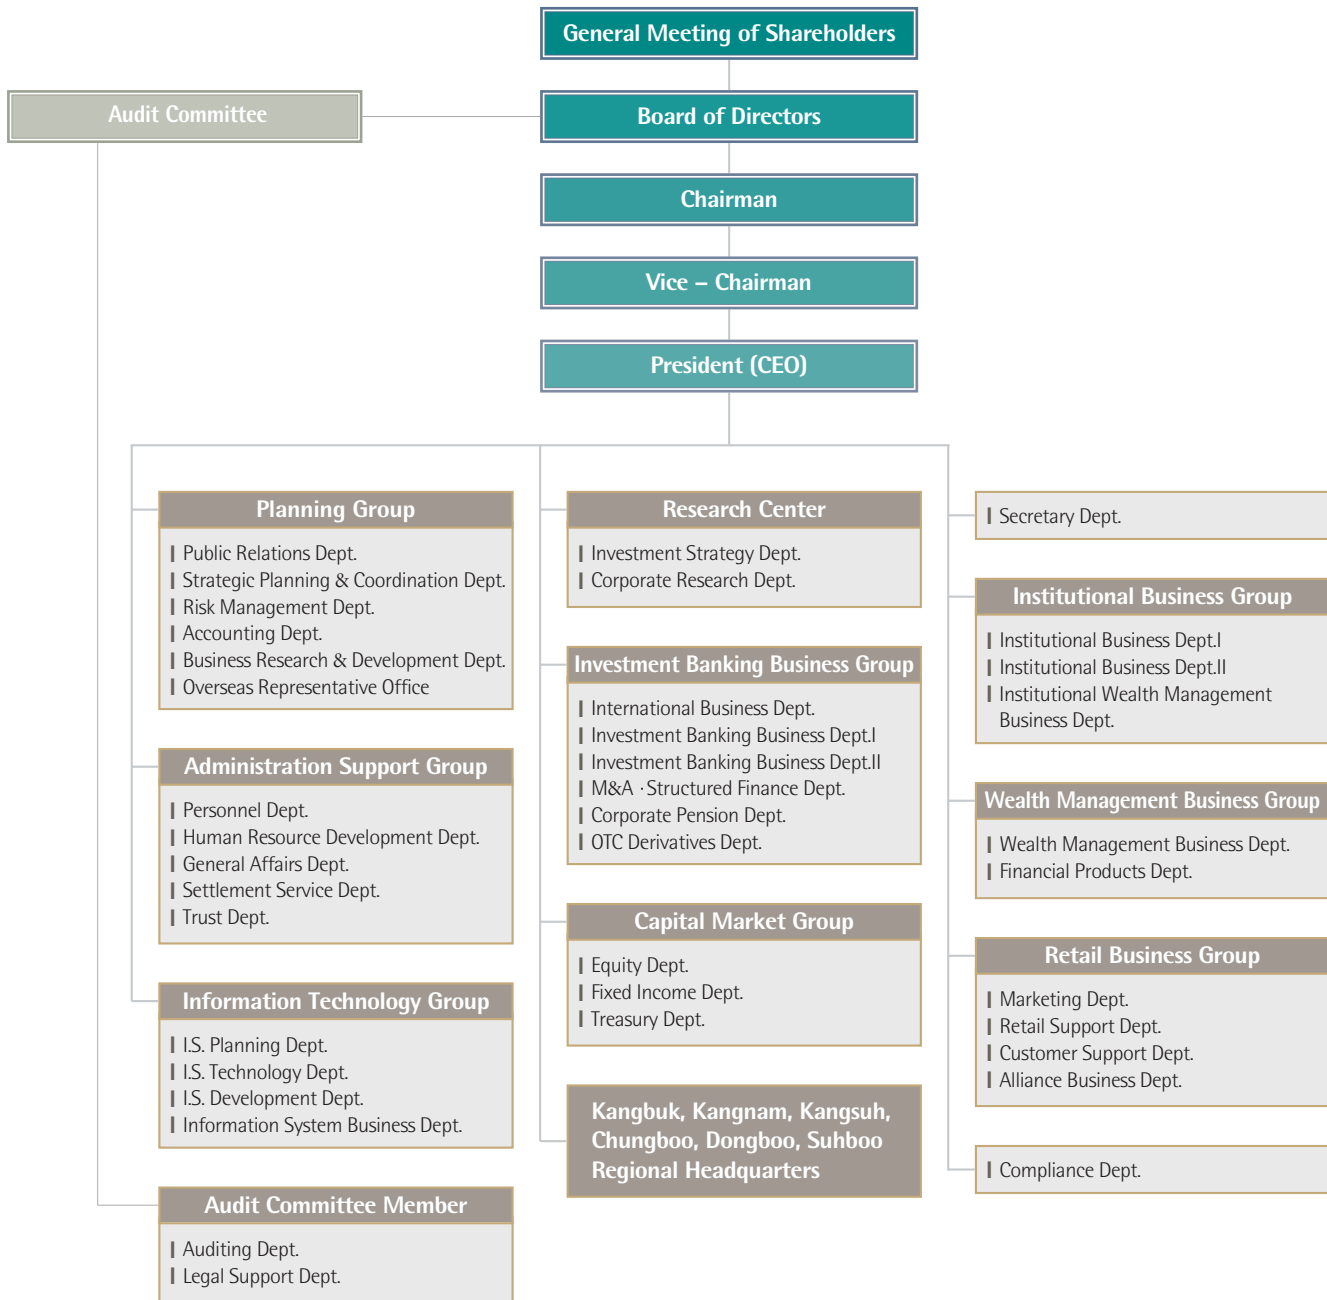 General Meeting of Shareholders
Audit Committee
Board of Directors
Chairman
Vice – Chairman
President (CEO)
Planning Group
Public Relations Dept.
Strategic Planning & Coordination Dept.
Risk Management Dept.
Accounting Dept.
Business Research & Development Dept.
Overseas Representative Office
Administration Support Group
Personnel Dept.
Human Resource Development Dept.
General Affairs Dept.
Settlement Service Dept.
Trust Dept.
Information Technology Group
I.S. Planning Dept.
I.S. Technology Dept.
I.S. Development Dept.
Information System Business Dept.
Audit Committee Member
Auditing Dept.
Legal Support Dept.
Research Center
Investment Strategy Dept.
Corporate Research Dept.
Investment Banking Business Group
International Business Dept.
Investment Banking Business Dept.I
Investment Banking Business Dept.II
M&A · Structured Finance Dept.
Corporate Pension Dept.
OTC Derivatives Dept.
Capital Market Group
Equity Dept.
Fixed Income Dept.
Treasury Dept.
Kangbuk, Kangnam, Kangsuh,
Chungboo, Dongboo, Suhboo
Regional Headquarters
Secretary Dept.
Institutional Business Group
Institutional Business Dept.I
Institutional Business Dept.II
Institutional Wealth Management
Business Dept.
Wealth Management Business Group
Wealth Management Business Dept.
Financial Products Dept.
Retail Business Group
Marketing Dept.
Retail Support Dept.
Customer Support Dept.
Alliance Business Dept.
Compliance Dept.